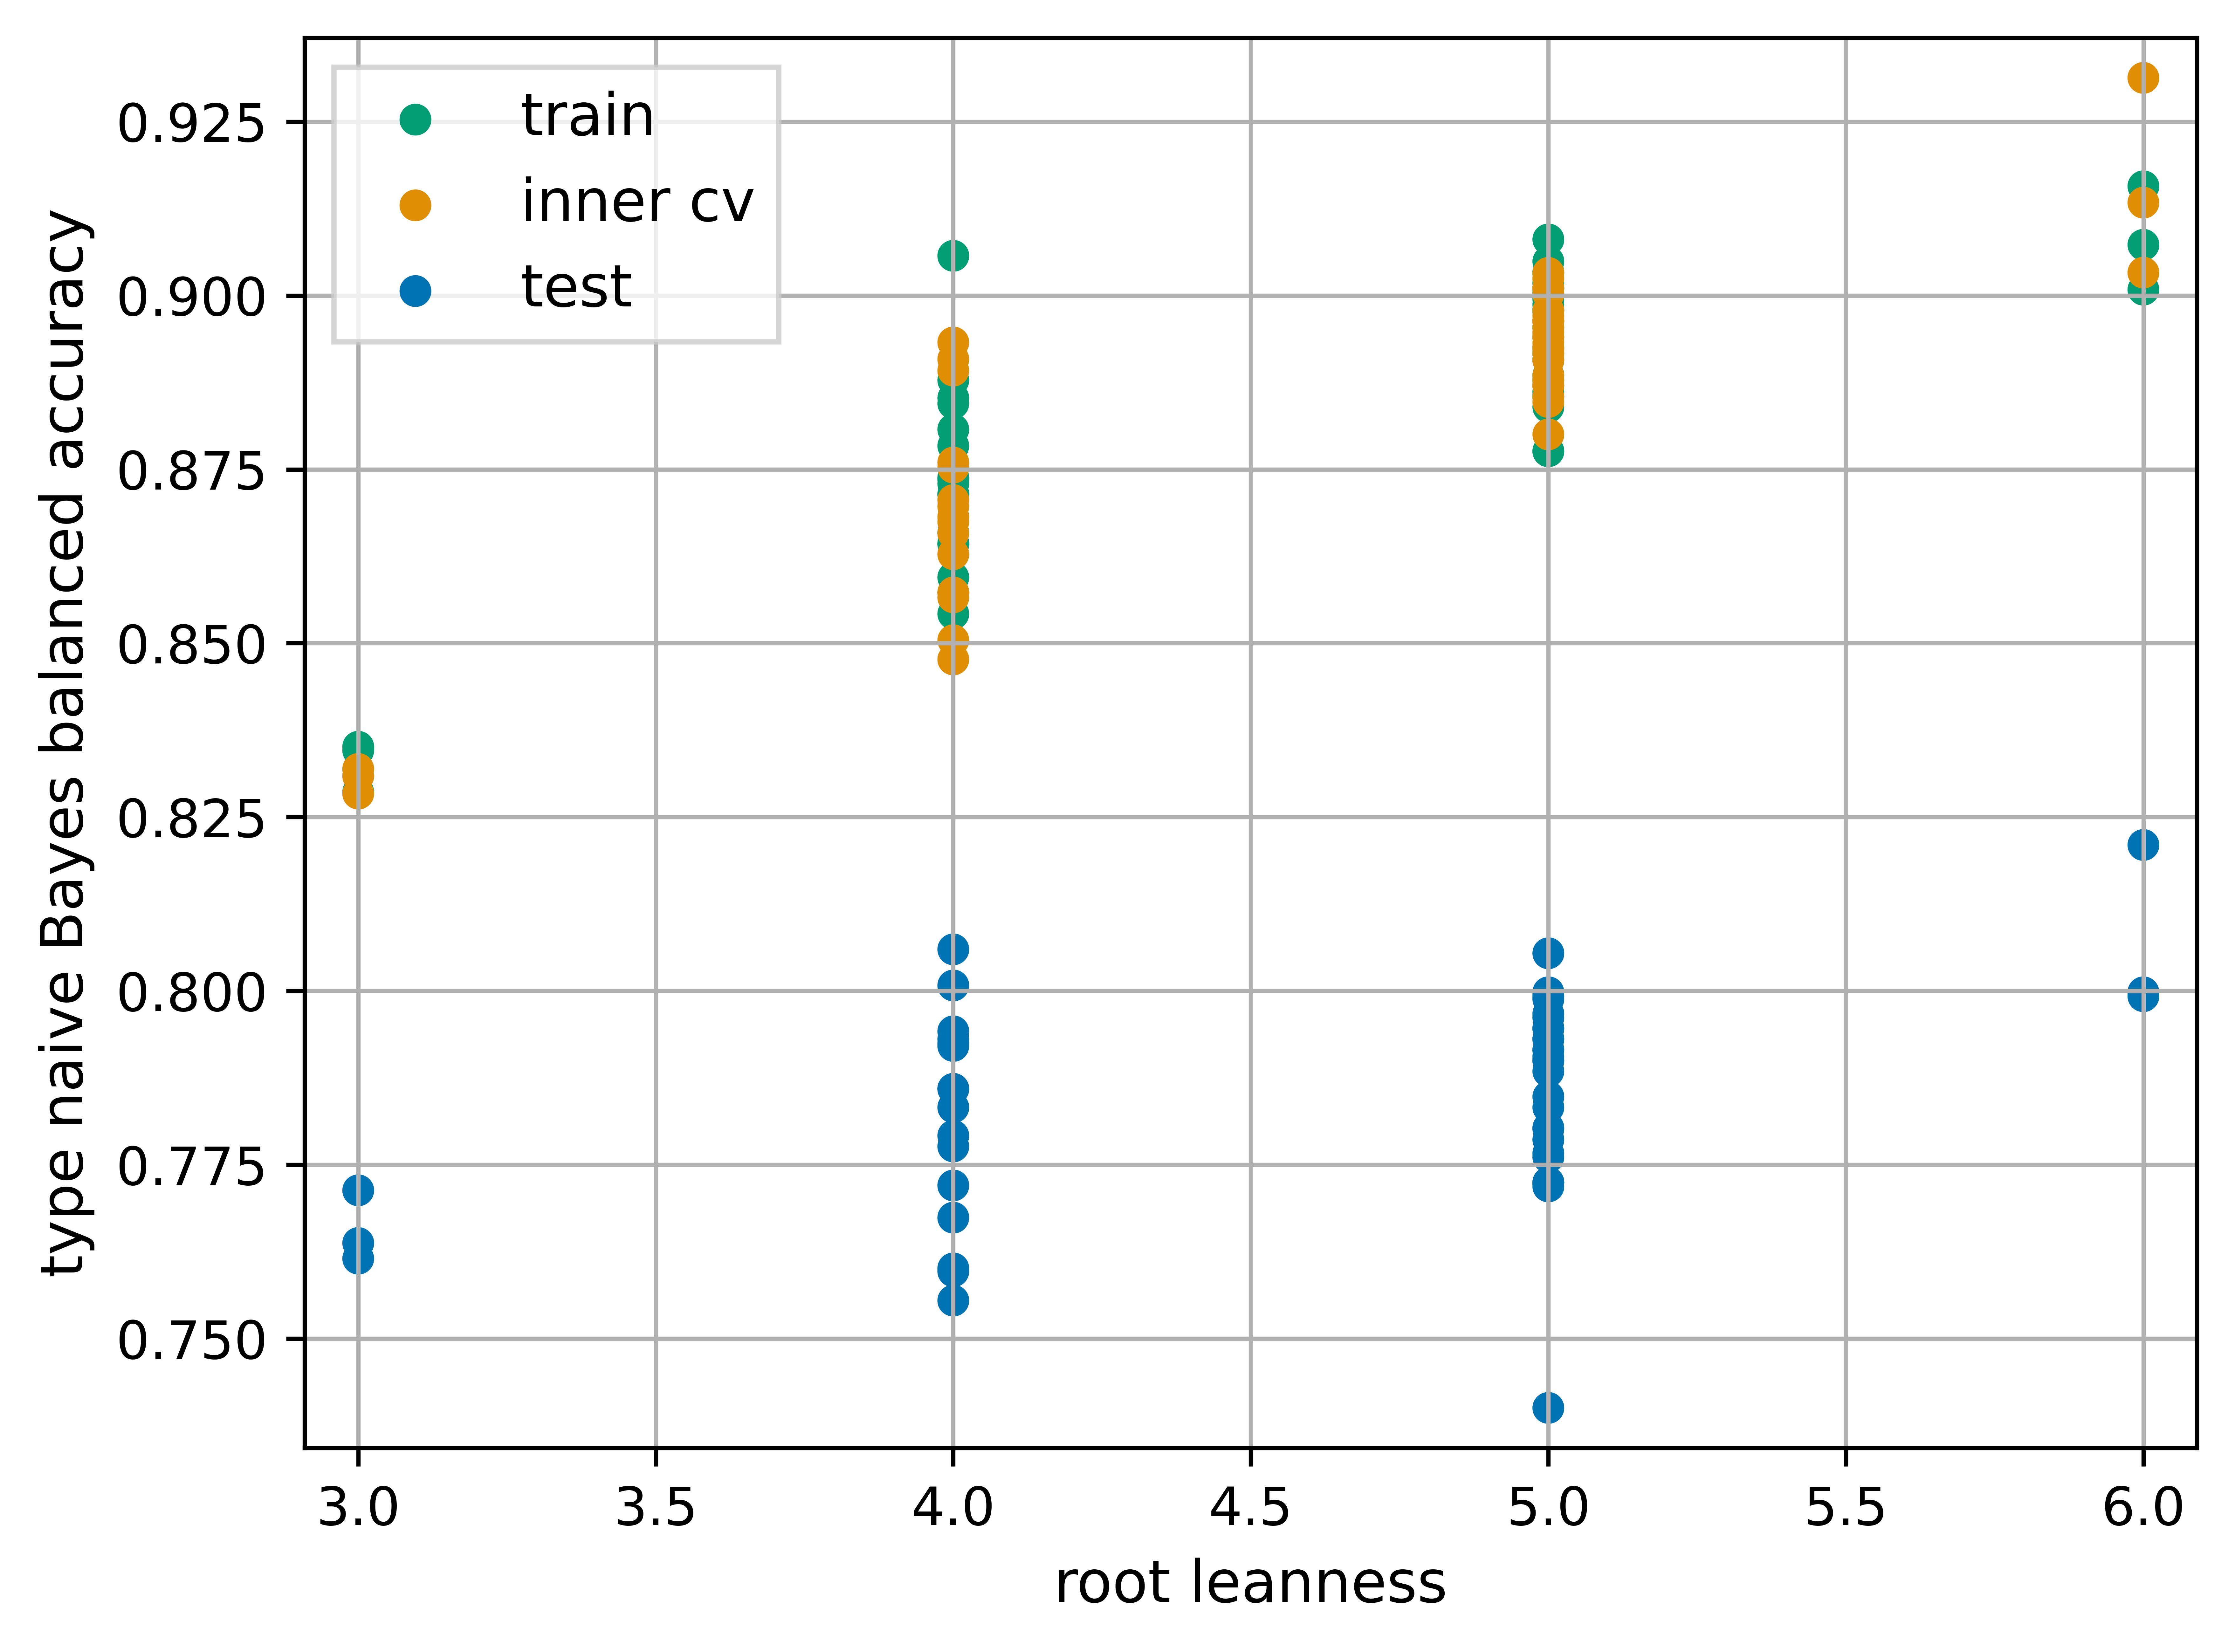 train
inner cv
test
type naive Bayes balanced accuracy
0.925
0.900
0.875
0.850
0.825
0.800
0.775
0.750
3.0 3.5 4.0 4.5 5.0 5.5 6.0
root leanness